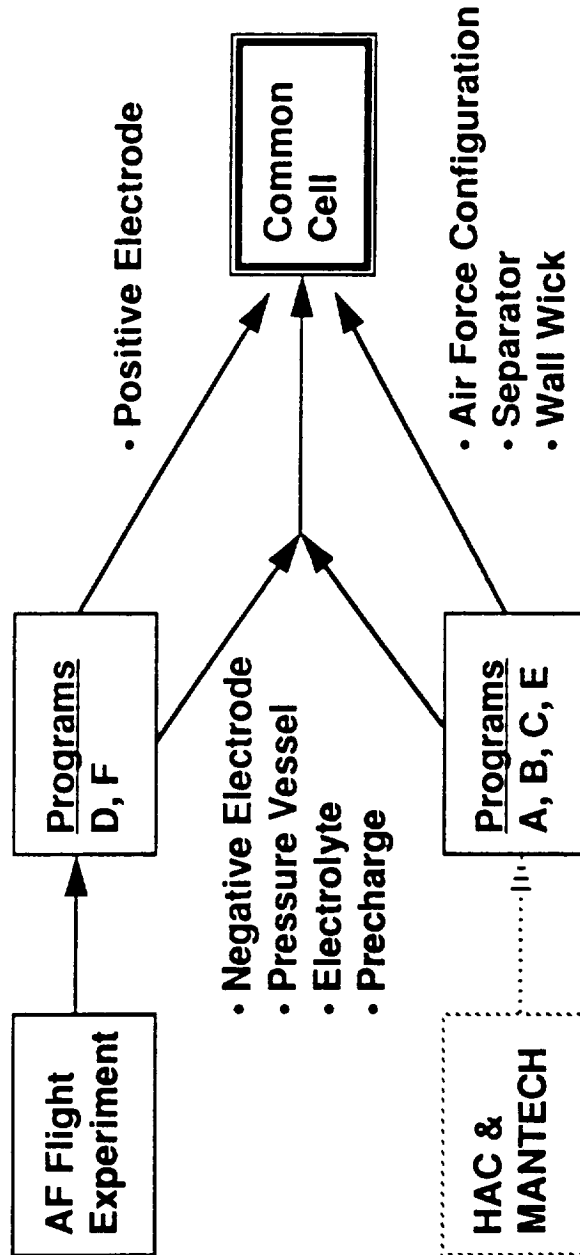 AF Flight
Experiment
Programs
D, F
• Positive Electrode
• Negative Electrode
• Pressure Vessel
• Electrolyte
• Precharge
Common
Cell
HAC &
MANTECH
Programs
A, B, C, E
• Air Force Configuration
• Separator
• Wall Wick